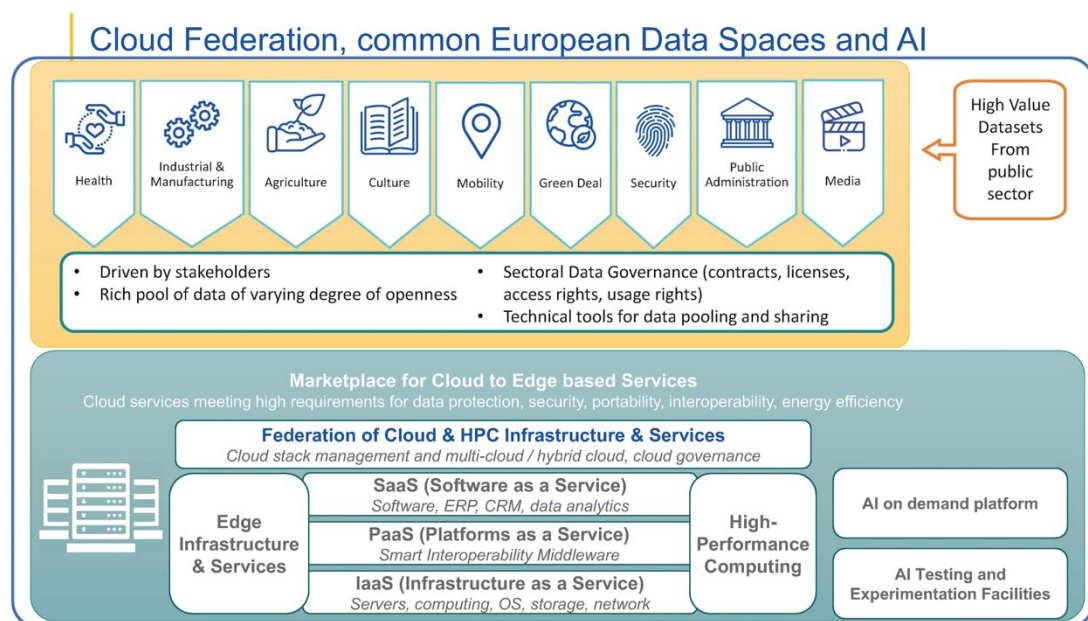 Cloud Federation, common European Data Spaces and AI
Health
Industrial &
Manufacturing
Agriculture
Culture
Mobility
Green Deal
Security
Public
Administration
Media
High Value
Datasets
From
public
sector
• Driven by stakeholders
• Rich pool of data of varying degree of openness
• Sectoral Data Governance (contracts, licenses,
access rights, usage rights)
• Technical tools for data pooling and sharing
Marketplace for Cloud to Edge based Services
Cloud services meeting high requirements for data protection, security, portability, interoperability, energy efficiency
Federation of Cloud & HPC Infrastructure & Services
Cloud stack management and multi-cloud / hybrid cloud, cloud governance
Edge
Infrastructure
& Services
SaaS (Software as a Service)
Software, ERP, CRM, data analytics
PaaS (Platforms as a Service)
Smart Interoperability Middleware
IaaS (Infrastructure as a Service)
Servers, computing, OS, storage, network
High-
Performance
Computing
AI on demand platform
AI Testing and
Experimentation Facilities